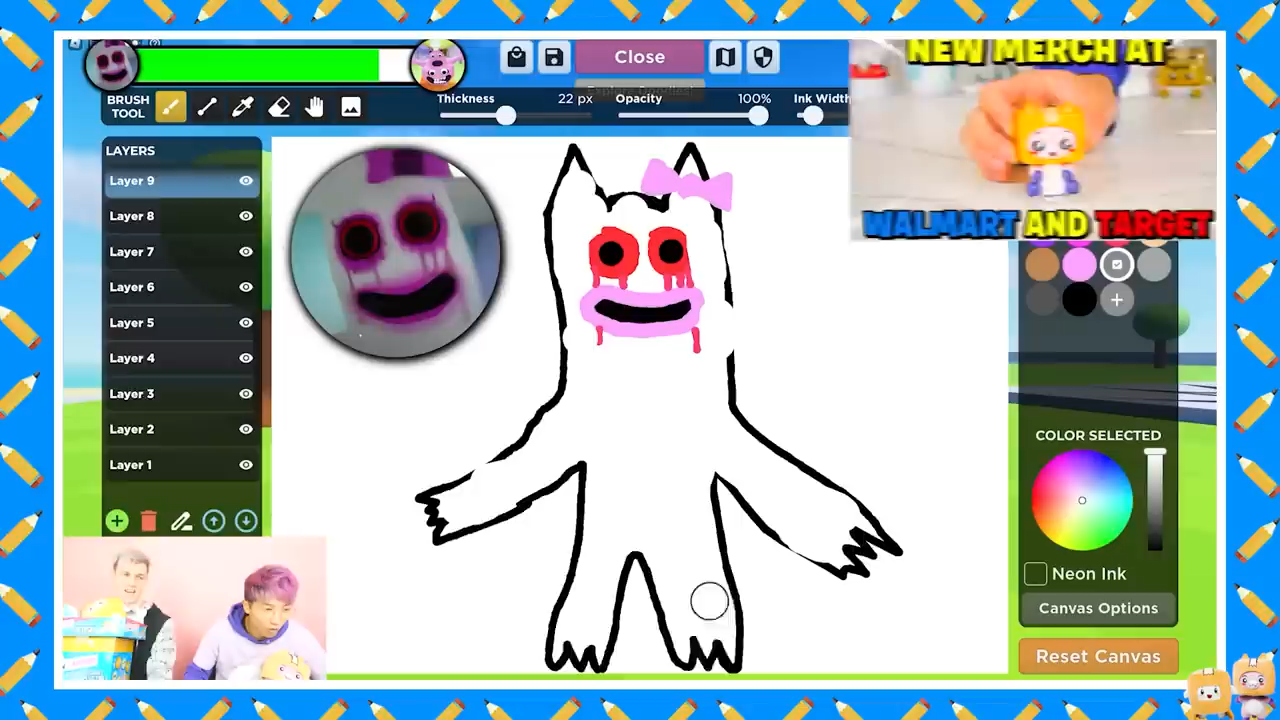 Close
NEW MERCH AT
BRUSH
TOOL
Thickness
22 px
Opacity
100%
Ink Width
WALMART AND TARGET
LAYERS
Layer 9
Layer 8
Layer 7
Layer 6
Layer 5
Layer 4
Layer 3
Layer 2
Layer 1
COLOR SELECTED
Neon Ink
Canvas Options
Reset Canvas